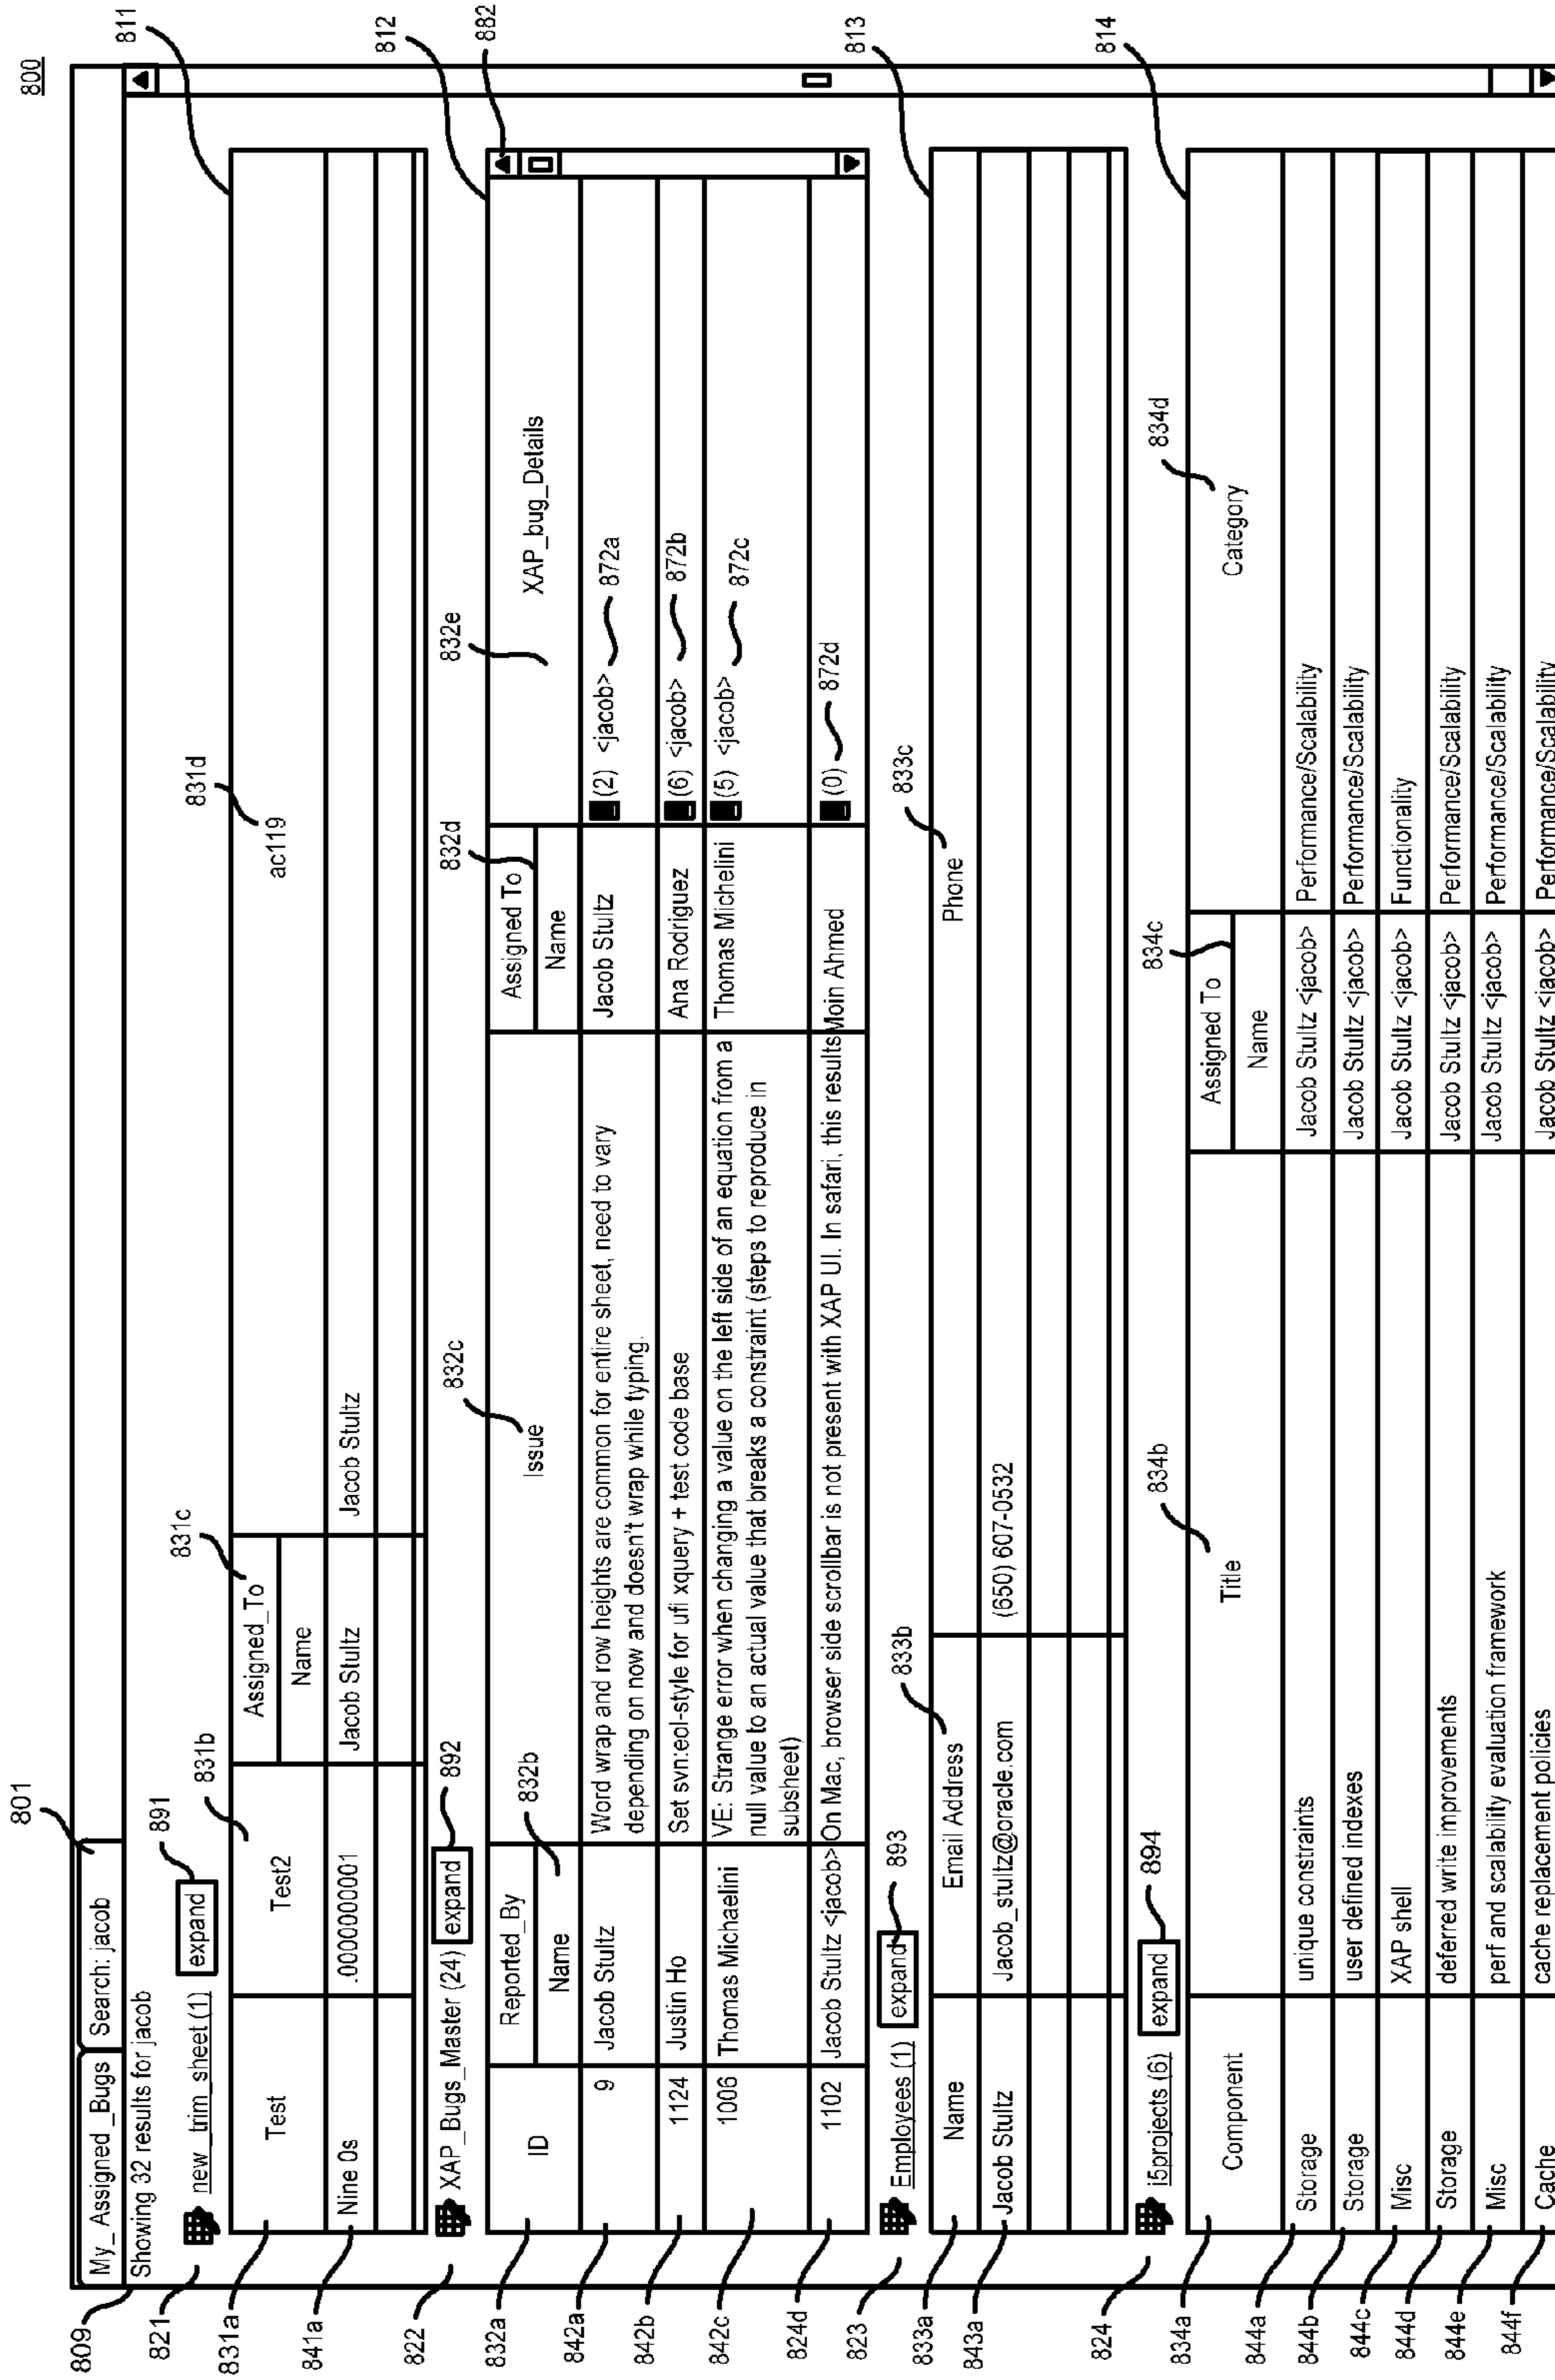 800
801
My_Assigned_Bugs Search: jacob
809
Showing 32 results for jacob
821 new_trim_sheet (1) expand 891
831a 831b 831c 831d 811
Test Test2 Assigned_To ac119
Name
841a Nine 0s .0000000001 Jacob Stultz Jacob Stultz
822 XAP_Bugs_Master (24) expand 892
832a 832b 832c 832d 832e 812 882
ID Reported_By Issue Assigned To XAP_bug_Details
Name Name
842a 9 Jacob Stultz Word wrap and row heights are common for entire sheet, need to vary Jacob Stultz (2) <jacob> 872a
depending on now and doesn't wrap while typing.
842b 1124 Justin Ho Set svn:eol-style for ufi xquery + test code base Ana Rodriguez (6) <jacob> 872b
842c 1006 Thomas Michaelini VE: Strange error when changing a value on the left side of an equation from a Thomas Michelini (5) <jacob> 872c
null value to an actual value that breaks a constraint (steps to reproduce in
subsheet)
824d 1102 Jacob Stultz <jacob> On Mac, browser side scrollbar is not present with XAP UI. In safari, this results Moin Ahmed (0) 872d
823 Employees (1) expand 893
833a 833b 833c 813
Name Email Address Phone
843a Jacob Stultz Jacob_stultz@oracle.com (650) 607-0532
824 i5projects (6) expand 894
834a 834b 834c 834d 814
Component Title Assigned To Category
Name
844a Storage unique constraints Jacob Stultz <jacob> Performance/Scalability
844b Storage user defined indexes Jacob Stultz <jacob> Performance/Scalability
844c Misc XAP shell Jacob Stultz <jacob> Functionality
844d Storage deferred write improvements Jacob Stultz <jacob> Performance/Scalability
844e Misc perf and scalability evaluation framework Jacob Stultz <jacob> Performance/Scalability
844f Cache cache replacement policies Jacob Stultz <jacob> Performance/Scalability